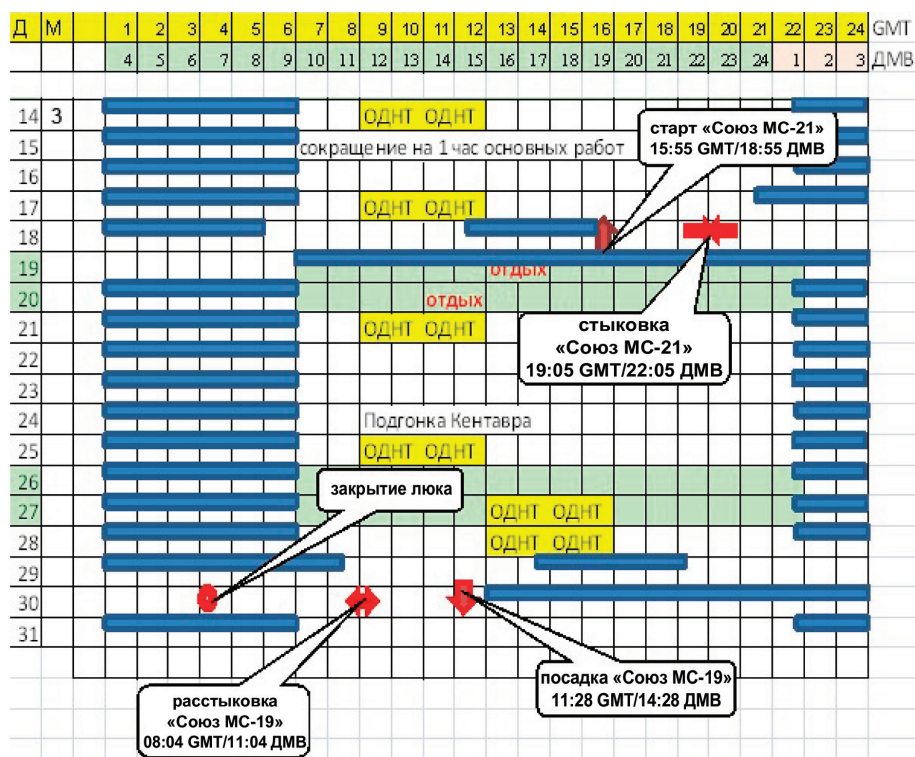 Д М 1 2 3 4 5 6 7 8 9 10 11 12 13 14 15 16 17 18 19 20 21 22 23 24 GMT
4 5 6 7 8 9 10 11 12 13 14 15 16 17 18 19 20 21 22 23 24 1 2 3 ДМВ
14 3 ОДНТ ОДНТ
старт «Союз МС-21»
15:55 GMT/18:55 ДМВ
15 сокращение на 1 час основных работ
16
17 ОДНТ ОДНТ
18
19 отдых
20 отдых
21 ОДНТ ОДНТ
стыковка
«Союз МС-21»
19:05 GMT/22:05 ДМВ
22
23
24 Подгонка Кентавра
25 ОДНТ ОДНТ
26
закрытие люка
27 ОДНТ ОДНТ
28 ОДНТ ОДНТ
29
30
31
расстыковка
«Союз МС-19»
08:04 GMT/11:04 ДМВ
посадка «Союз МС-19»
11:28 GMT/14:28 ДМВ